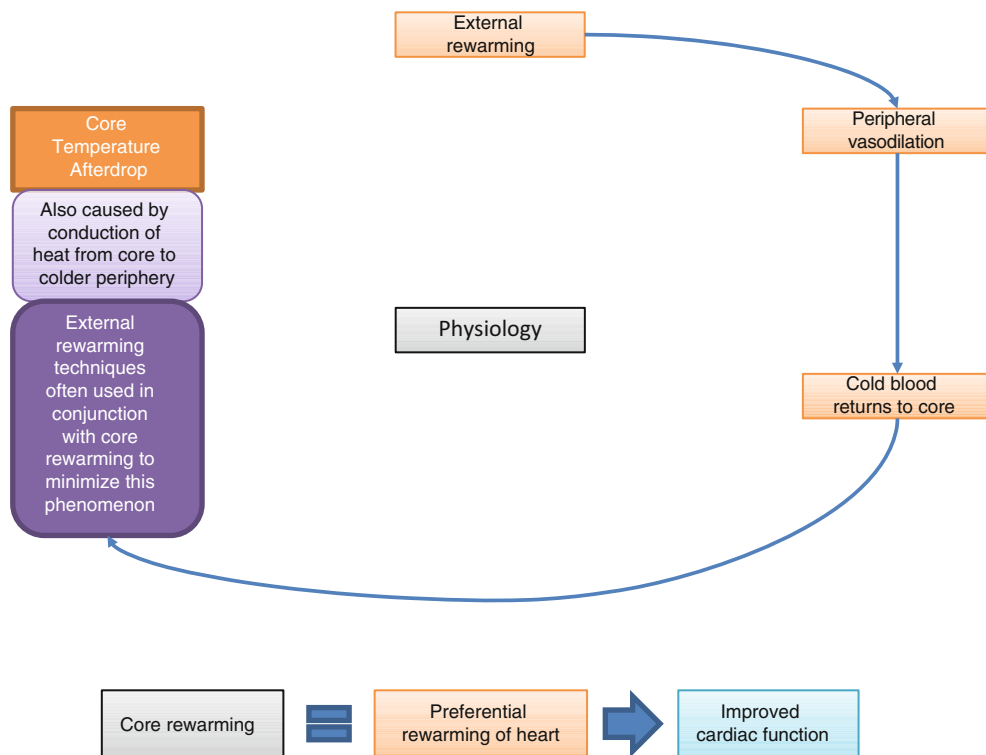 External
rewarming
Peripheral
vasodilation
Core
Temperature
Afterdrop
Also caused by
conduction of
heat from core to
colder periphery
External
rewarming
techniques
often used in
conjunction
with core
rewarming to
minimize this
phenomenon
Physiology
Cold blood
returns to core
Core rewarming
Preferential
rewarming of heart
Improved
cardiac function